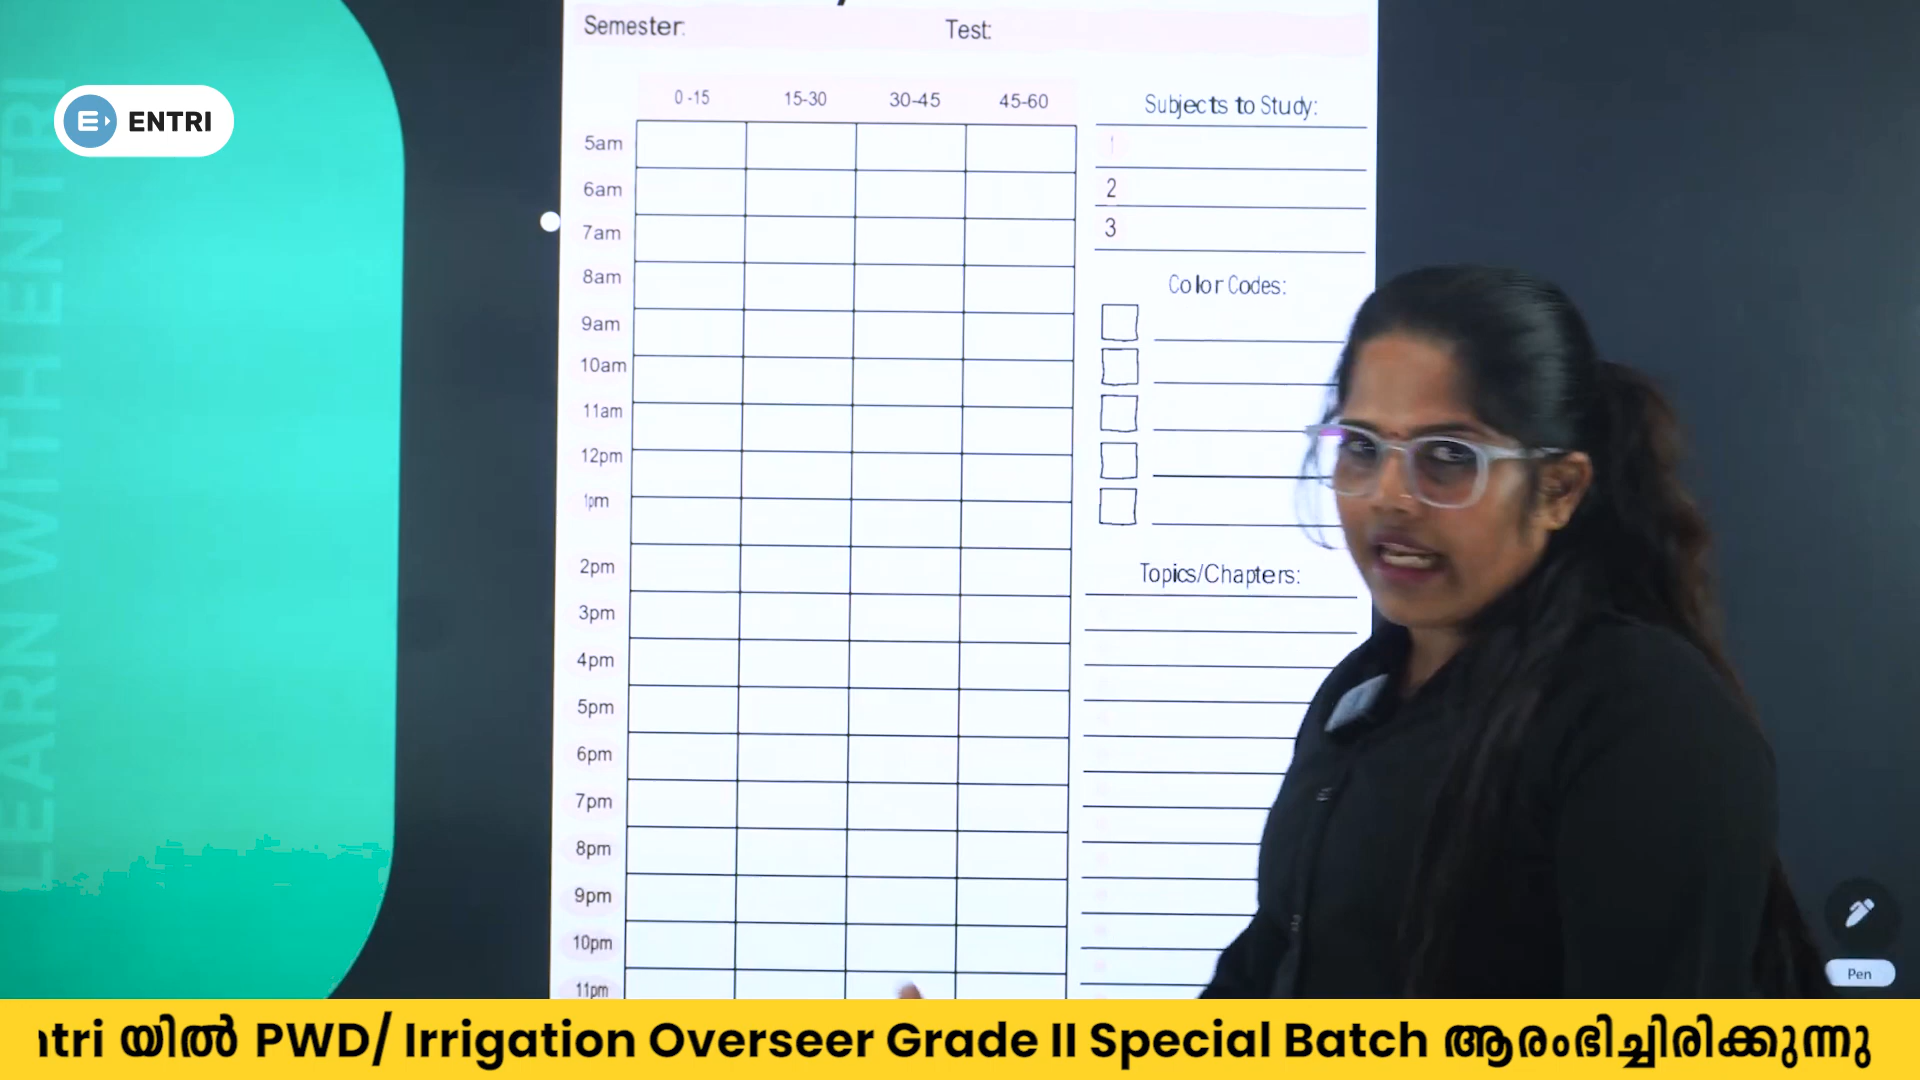 Semester:
Test:
0-15
15-30
30-45
45-60
Subjects to Study:
5am
6am
7am
8am
9am
10am
11am
12pm
1pm
2pm
3pm
4pm
5pm
6pm
7pm
8pm
9pm
10pm
11pm
1
2
3
Color Codes:
Topics/Chapters:
ENTRI
LEARN WITH ENTRI
Pen
ntri യിൽ PWD/ Irrigation Overseer Grade II Special Batch ആരംഭിച്ചിരിക്കുന്നു